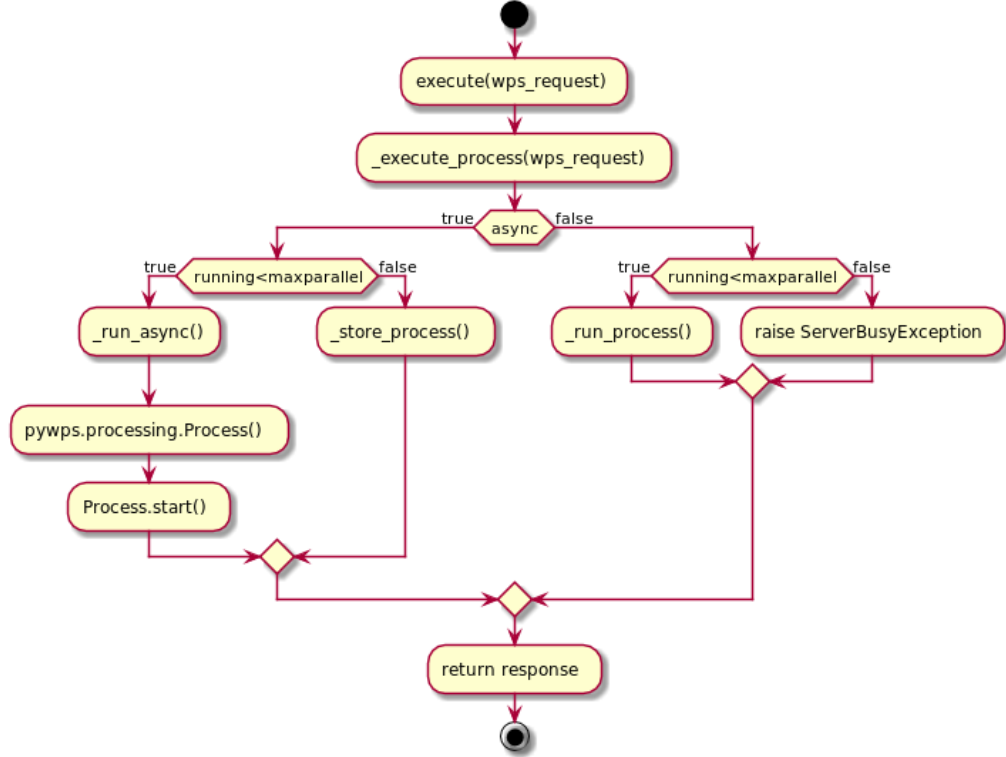 execute(wps_request)
_execute_process(wps_request)
true
async
false
true
running<maxparallel
false
true
running<maxparallel
false
_run_async()
_store_process()
_run_process()
raise ServerBusyException
pywps.processing.Process()
Process.start()
return response